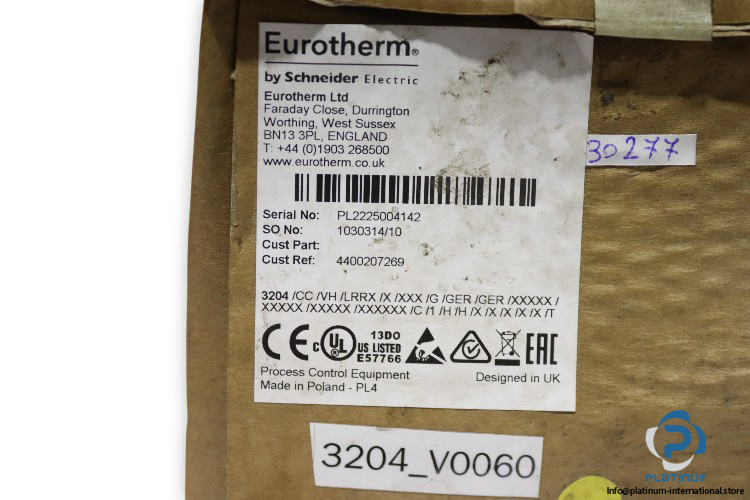 Eurotherm®
by Schneider Electric
Eurotherm Ltd
Faraday Close, Durrington
Worthing, West Sussex
BN13 3PL, ENGLAND
T: +44 (0)1903 268500
www.eurotherm.co.uk
30277
Serial No: PL2225004142
SO No: 1030314/10
Cust Part:
Cust Ref: 4400207269
3204 /CC /VH /LRRX /X /XXX /G /GER /GER /XXXXX /
XXXXX /XXXXX /XXXXXX /C /1 /H /H /X /X /X /X /X /T
CE
C UL US LISTED
13DO
E57766
EAC
Process Control Equipment
Made in Poland - PL4
Designed in UK
3204_V0060
PLATINUM
Info@platinum-international.store